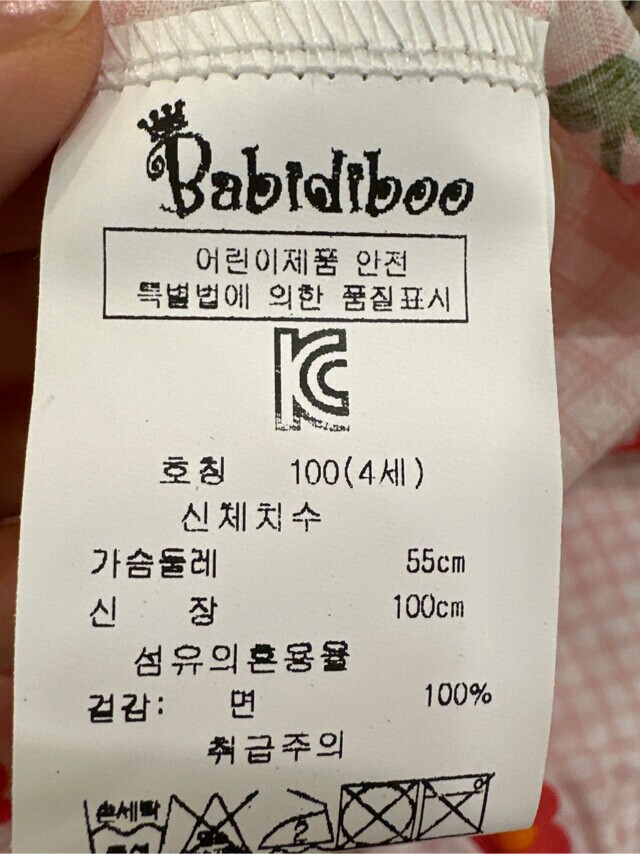 Babidiboo
어린이제품 안전
특별법에 의한 품질표시
KC
호칭 100(4세)
신체치수
가슴둘레 55cm
신 장 100cm
섬유의혼용율
겉감: 면 100%
취급주의
손세탁
2